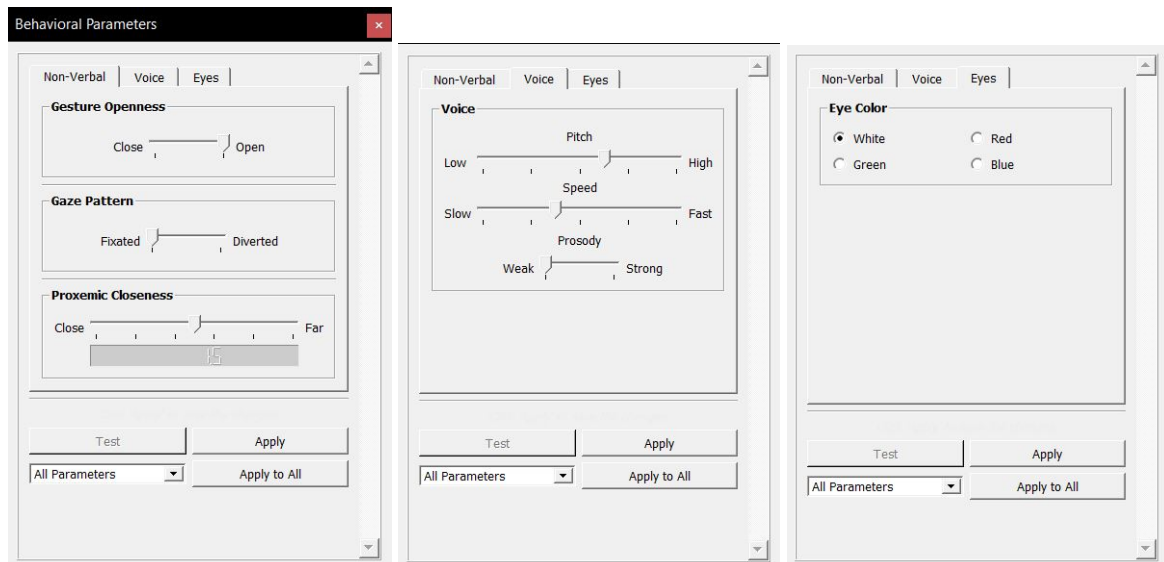 Behavioral Parameters
Non-Verbal Voice Eyes
Gesture Openness
Close Open
Gaze Pattern
Fixated Diverted
Proxemic Closeness
Close Far
15
Test Apply
All Parameters Apply to All
Non-Verbal Voice Eyes
Voice
Pitch
Low High
Speed
Slow Fast
Prosody
Weak Strong
Test Apply
All Parameters Apply to All
Non-Verbal Voice Eyes
Eye Color
White Red
Green Blue
Test Apply
All Parameters Apply to All